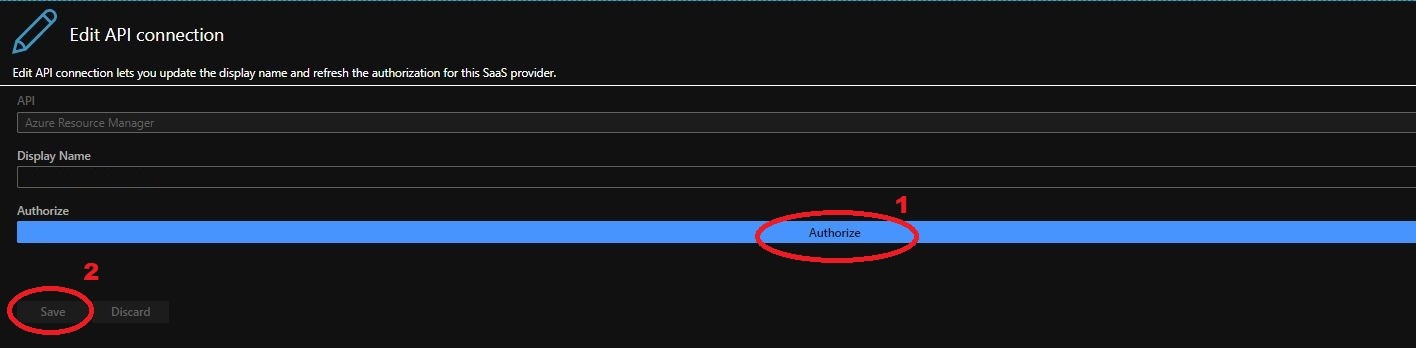 Edit API connection
Edit API connection lets you update the display name and refresh the authorization for this SaaS provider.
API
Azure Resource Manager
Display Name
Authorize
1
Authorize
2
Save Discard